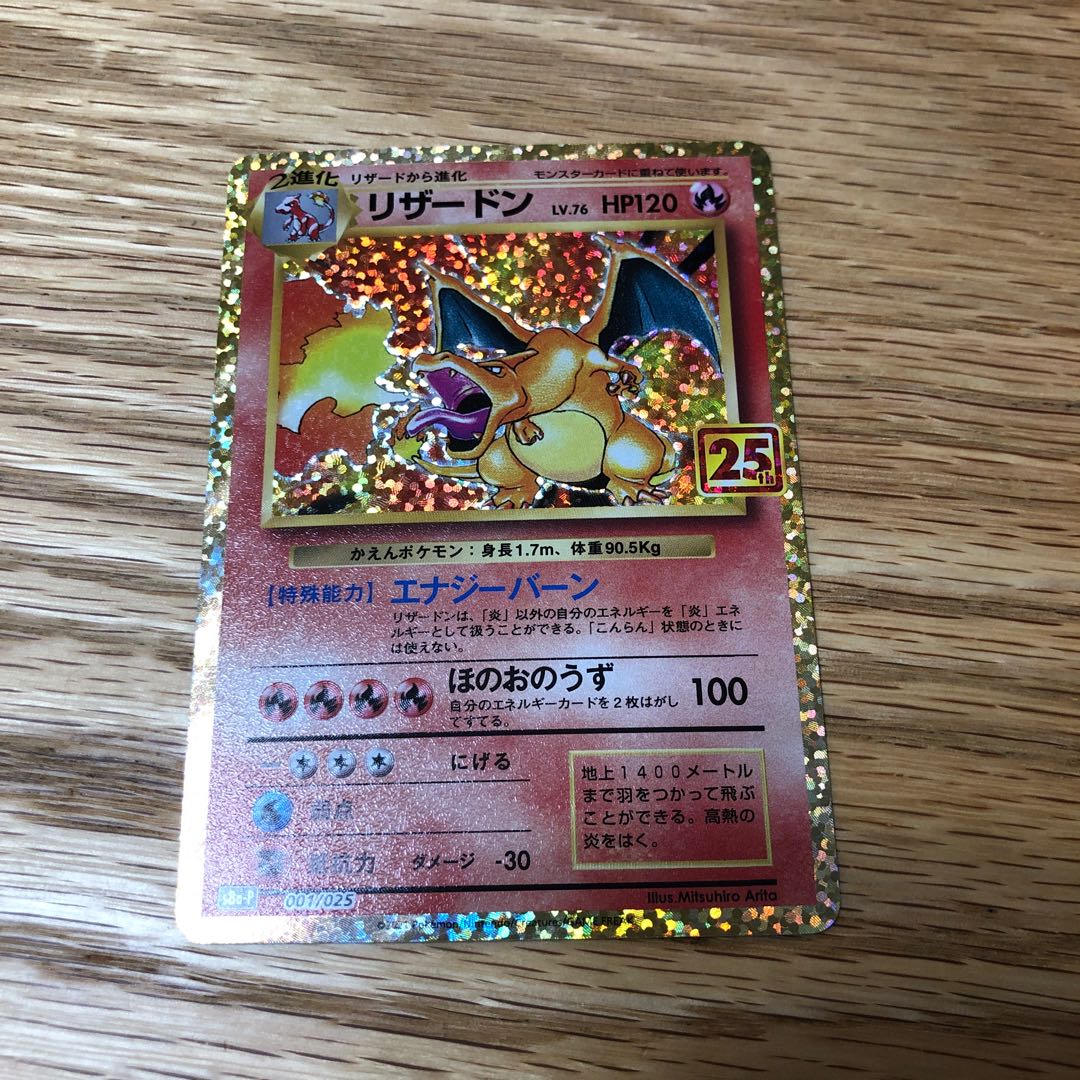 2進化 リザードから進化 モンスターカードに重ねて使います。
リザードン LV.76 HP120
25th
かえんポケモン：身長1.7m、体重90.5Kg
【特殊能力】エナジーバーン
リザードンは、「炎」以外の自分のエネルギーを「炎」エネ
ルギーとして扱うことができる。「こんらん」状態のときに
は使えない。
ほのおのうず 100
自分のエネルギーカードを２枚はがし
てすてる。
にげる
弱点
抵抗力 ダメージ -30
地上１４００メートル
まで羽をつかって飛ぶ
ことができる。高熱の
炎をはく。
s8a-P 001/025
Illus.Mitsuhiro Arita
Pokémon/Nintendo/Creatures/GAME FREAK